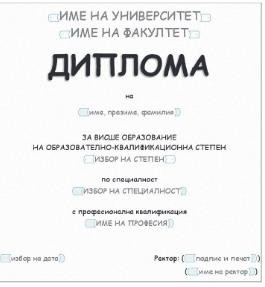 ИМЕ НА УНИВЕРСИТЕТ
ИМЕ НА ФАКУЛТЕТ
ДИПЛОМА
на
име, презиме, фамилия
ЗА ВИСШЕ ОБРАЗОВАНИЕ
НА ОБРАЗОВАТЕЛНО-КВАЛИФИКАЦИОННА СТЕПЕН
ИЗБОР НА СТЕПЕН
по специалност
ИЗБОР НА СПЕЦИАЛНОСТ
с професионална квалификация
ИМЕ НА ПРОФЕСИЯ
избор на дата Ректор: (подпис и печат)
(име на ректор)